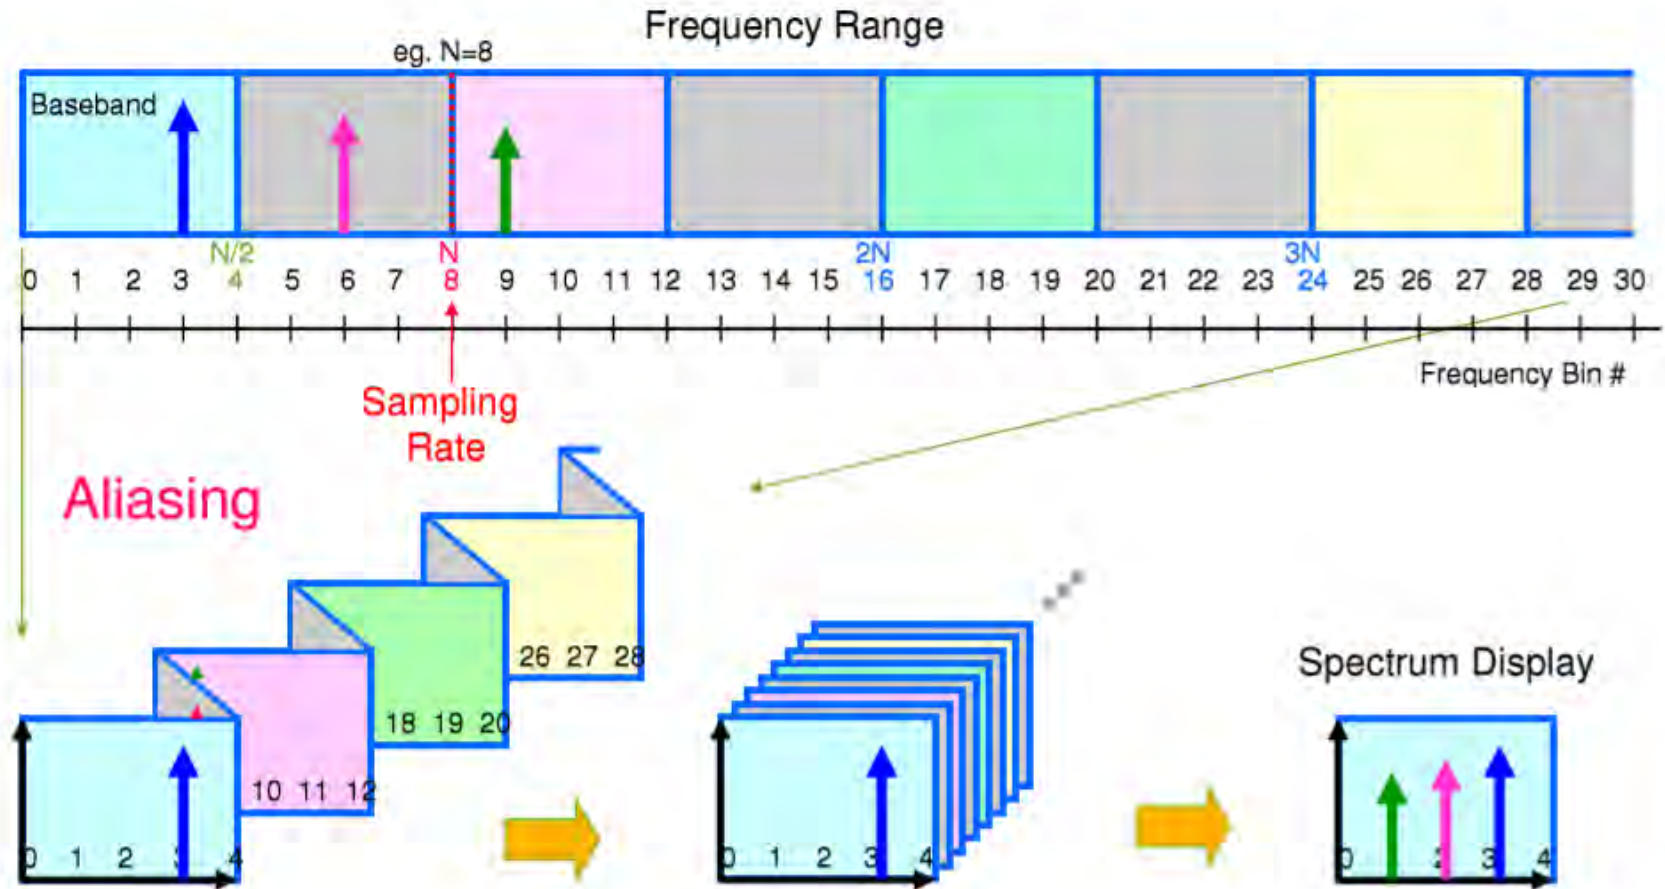 Frequency Range
eg. N=8
Baseband
N/2 N 2N 3N
0 1 2 3 4 5 6 7 8 9 10 11 12 13 14 15 16 17 18 19 20 21 22 23 24 25 26 27 28 29 30
Frequency Bin #
Sampling
Rate
Aliasing
26 27 28
18 19 20
10 11 12
0 1 2 3 4
0 1 2 3 4
Spectrum Display
0 2 3 4